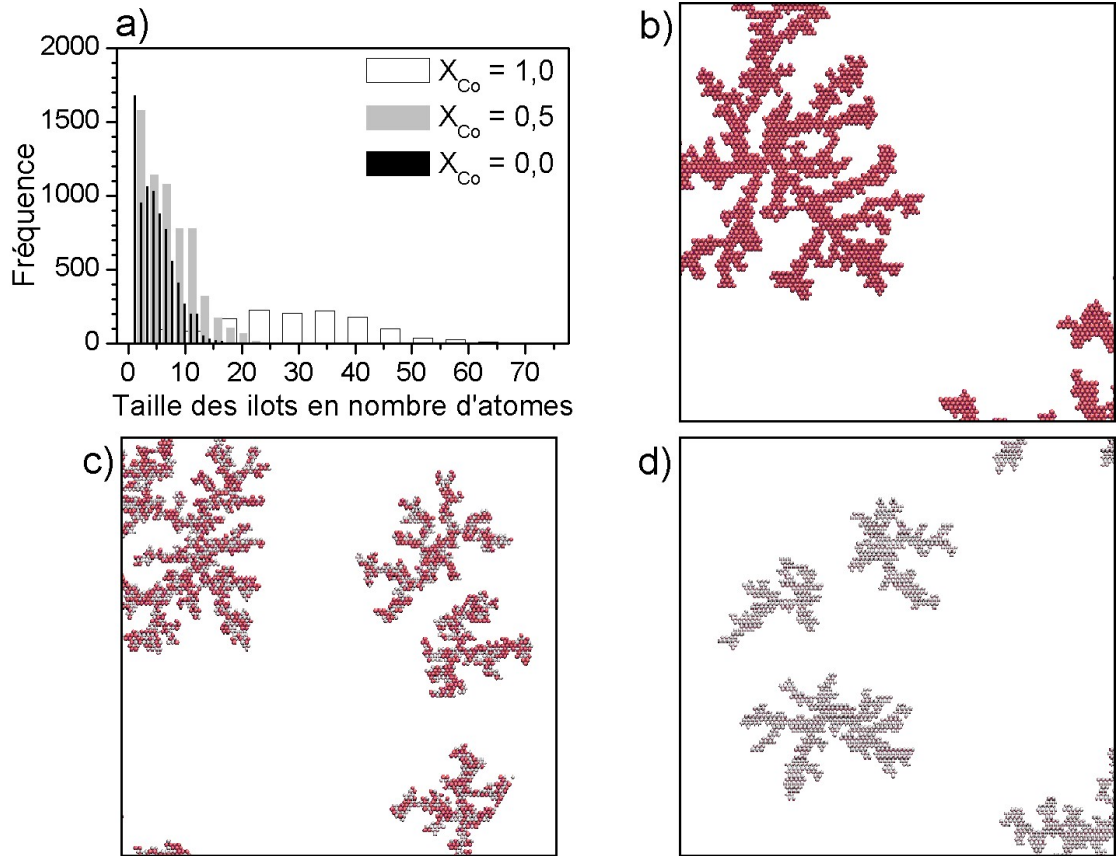 a)
2000
1500
1000
500
0
Fréquence
X_Co = 1,0
X_Co = 0,5
X_Co = 0,0
0 10 20 30 40 50 60 70
Taille des ilots en nombre d'atomes
b)
c)
d)